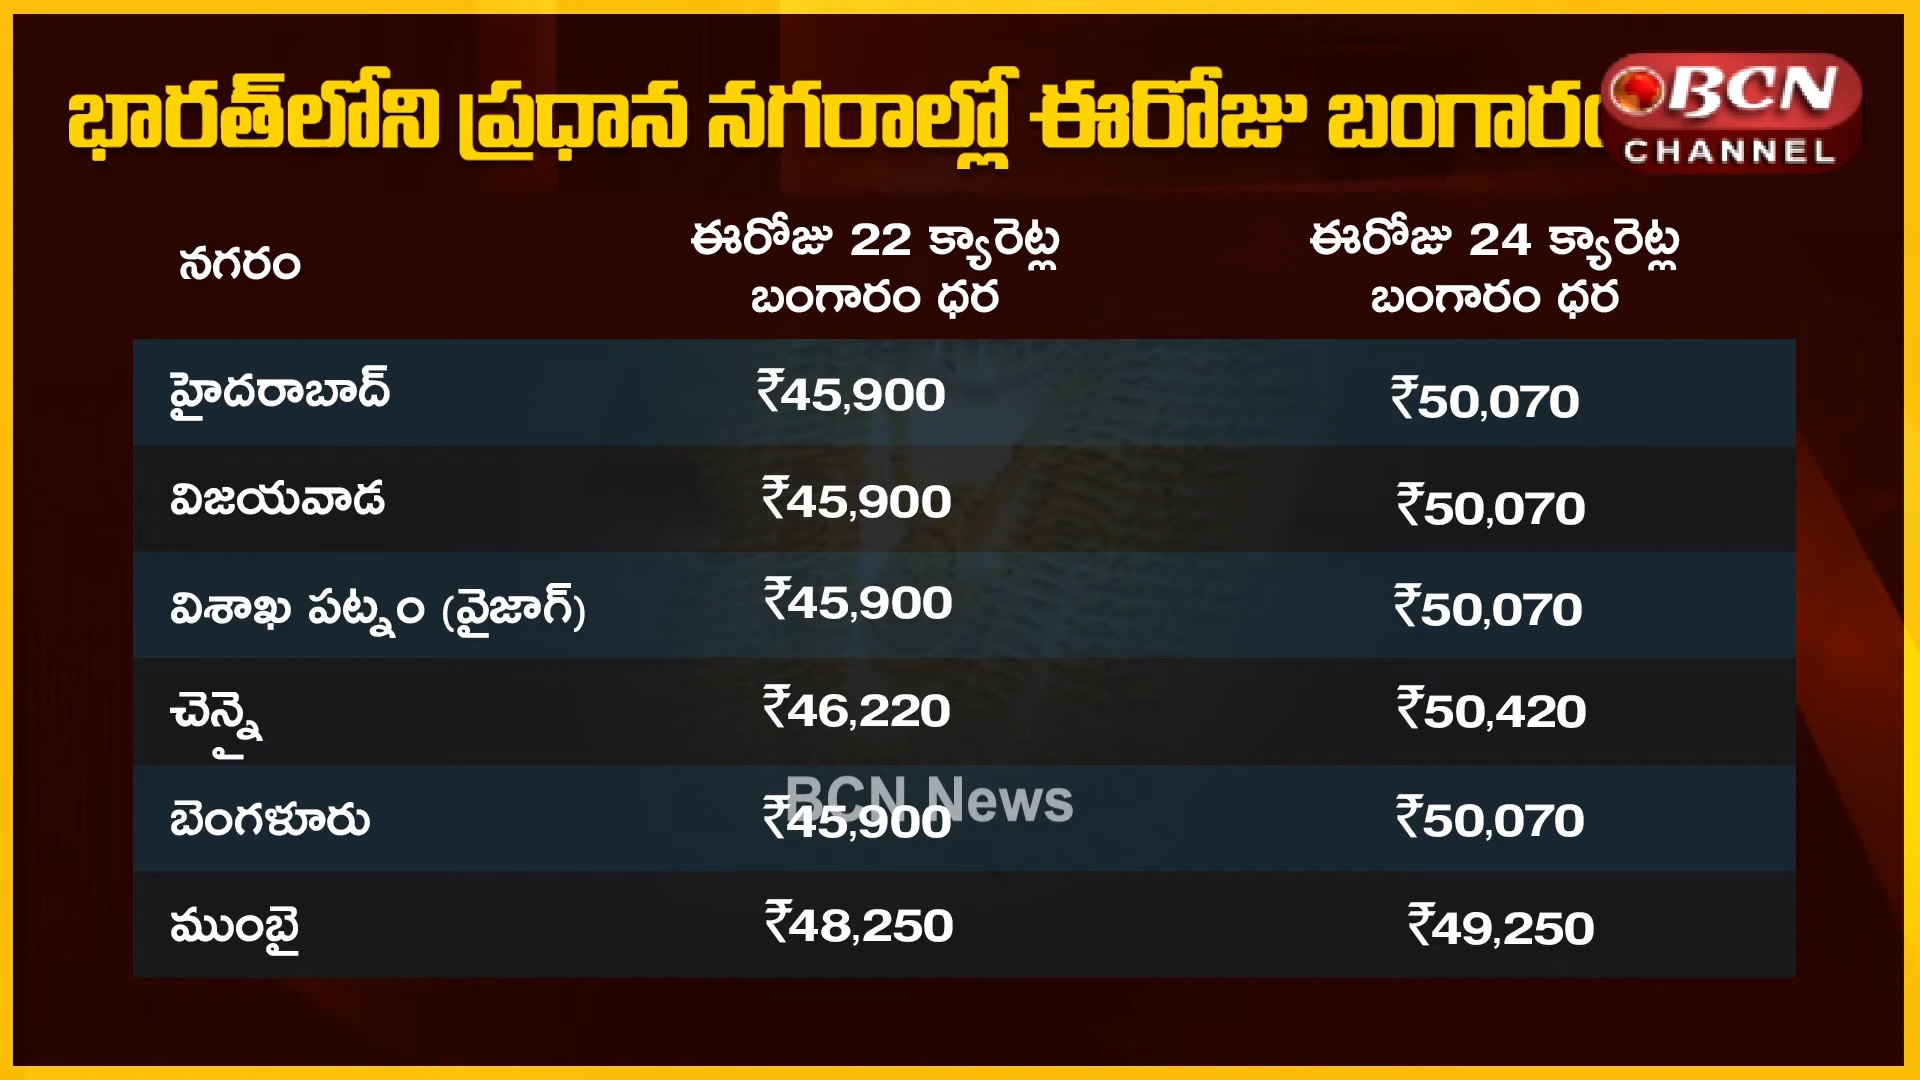 భారత్‌లోని ప్రధాన నగరాల్లో ఈరోజు బంగారం
BCN
CHANNEL
నగరం
ఈరోజు 22 క్యారెట్ల
బంగారం ధర
ఈరోజు 24 క్యారెట్ల
బంగారం ధర
హైదరాబాద్ ₹45,900 ₹50,070
విజయవాడ ₹45,900 ₹50,070
విశాఖ పట్నం (వైజాగ్) ₹45,900 ₹50,070
చెన్నై ₹46,220 ₹50,420
BCN News
బెంగళూరు ₹45,900 ₹50,070
ముంబై ₹48,250 ₹49,250